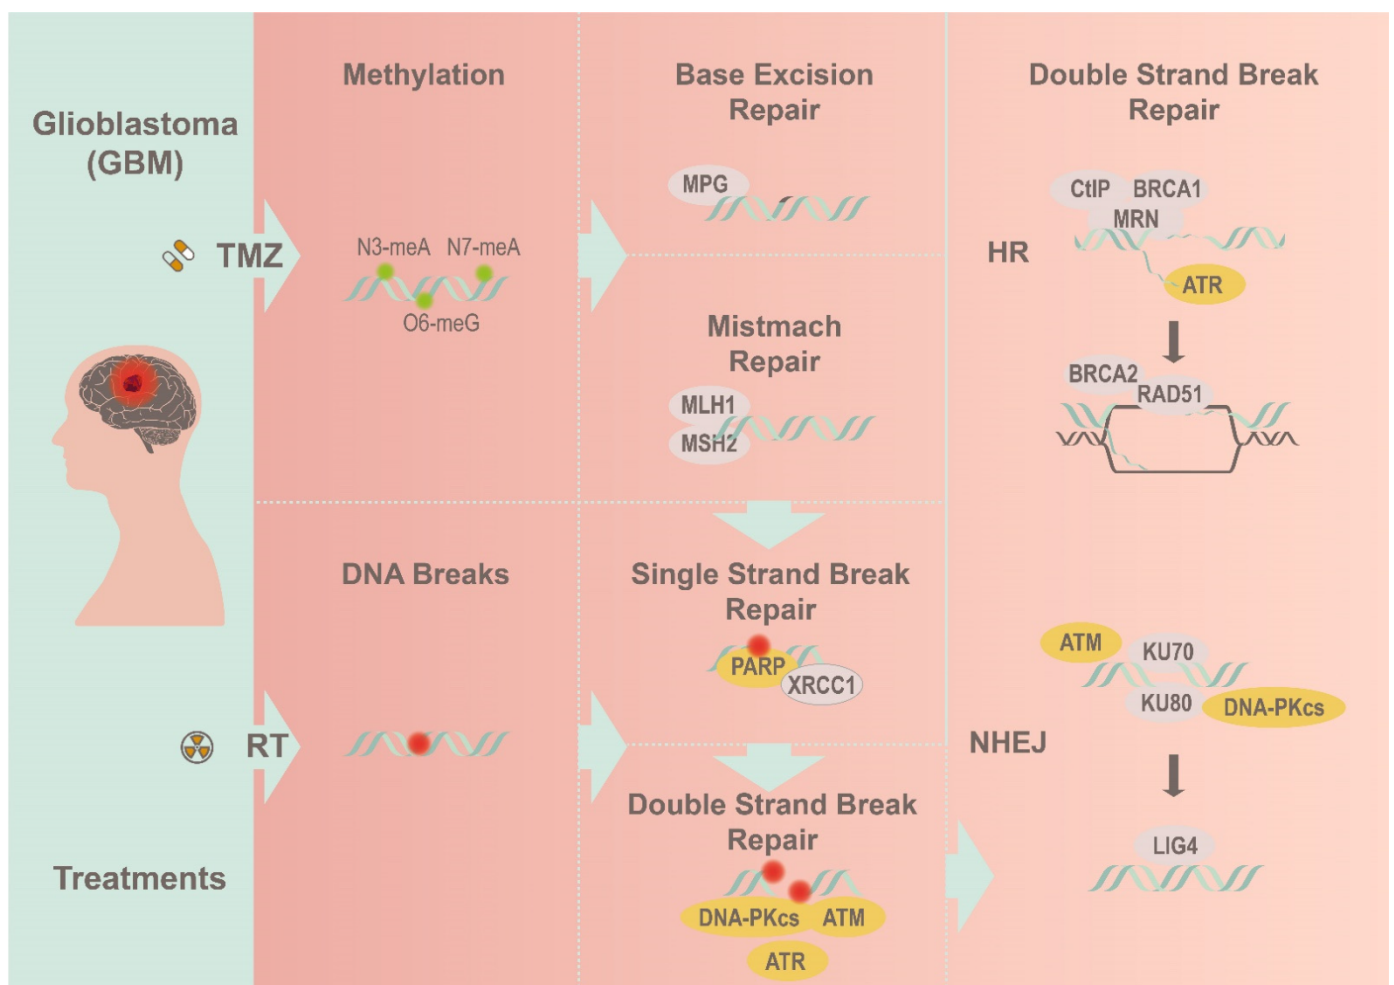 Glioblastoma
(GBM)
TMZ
RT
Treatments
Methylation
N3-meA N7-meA
O6-meG
DNA Breaks
Base Excision
Repair
MPG
Mistmach
Repair
MLH1
MSH2
Single Strand Break
Repair
PARP
XRCC1
Double Strand Break
Repair
DNA-PKcs ATM
ATR
Double Strand Break
Repair
HR
CtIP BRCA1
MRN
ATR
BRCA2
RAD51
NHEJ
ATM
KU70
KU80
DNA-PKcs
LIG4